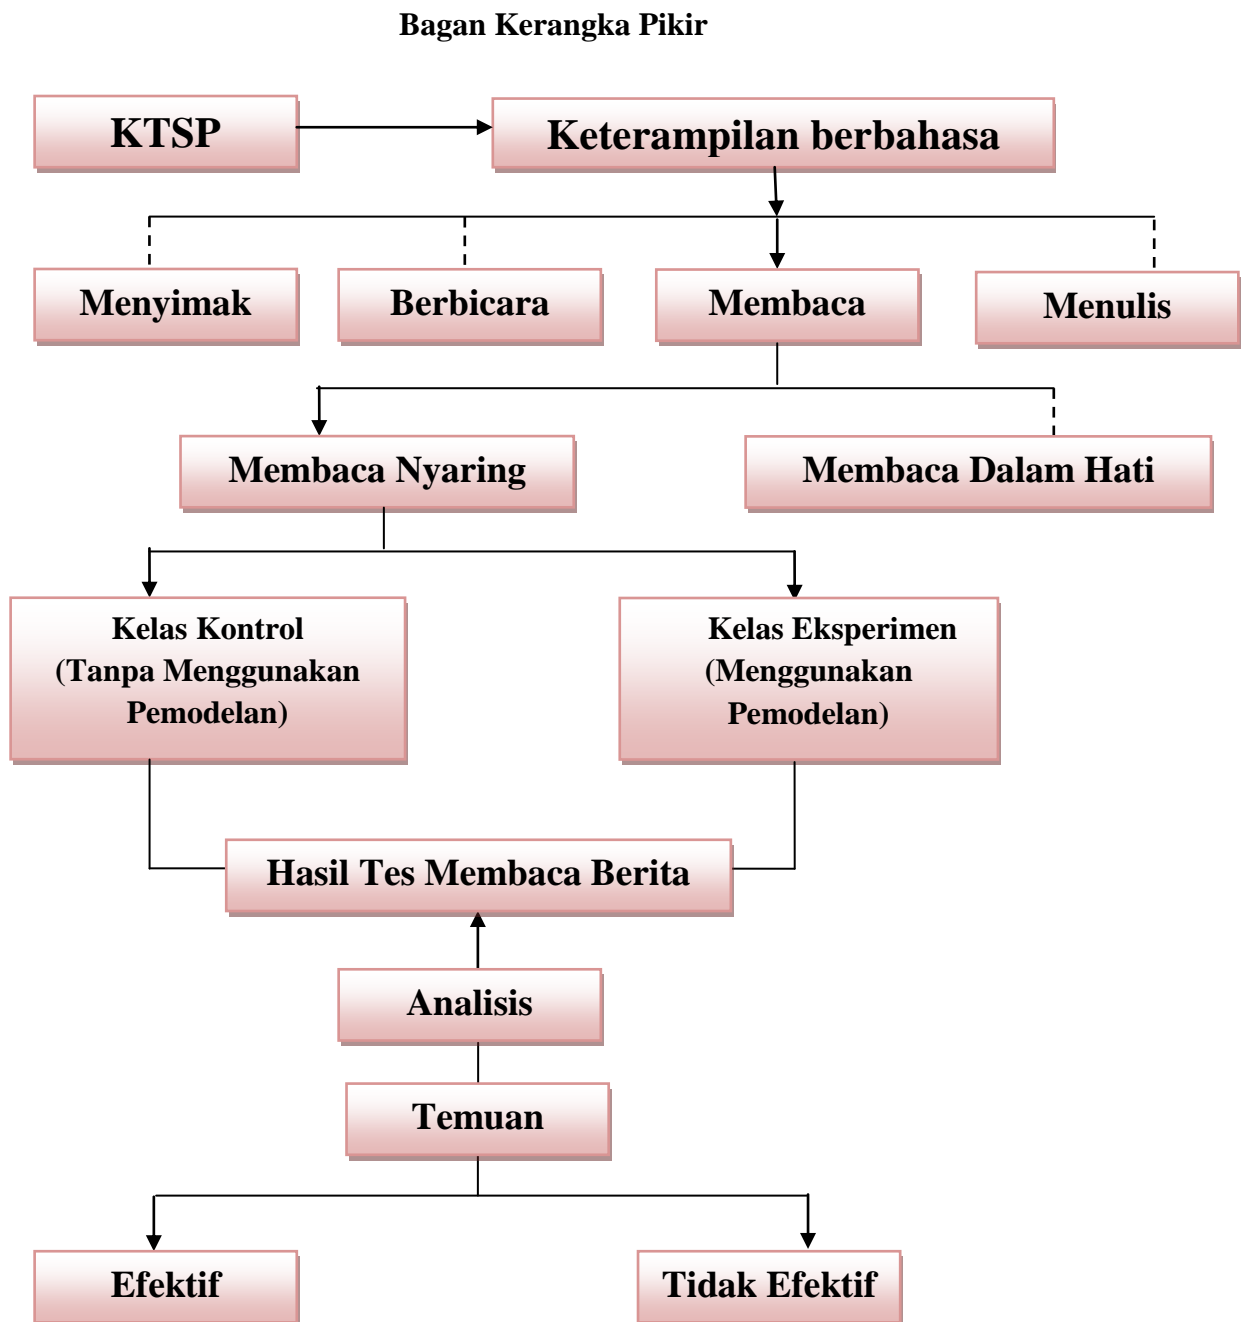 Bagan Kerangka Pikir
KTSP
Keterampilan berbahasa
Menyimak
Berbicara
Membaca
Menulis
Membaca Nyaring
Membaca Dalam Hati
Kelas Kontrol
(Tanpa Menggunakan
Pemodelan)
Kelas Eksperimen
(Menggunakan
Pemodelan)
Hasil Tes Membaca Berita
Analisis
Temuan
Efektif
Tidak Efektif